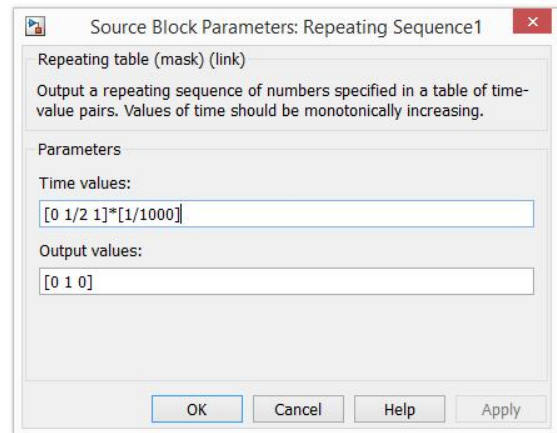 Source Block Parameters: Repeating Sequence1
Repeating table (mask) (link)
Output a repeating sequence of numbers specified in a table of time-
value pairs. Values of time should be monotonically increasing.
Parameters
Time values:
[0 1/2 1]*[1/1000]
Output values:
[0 1 0]
OK Cancel Help Apply